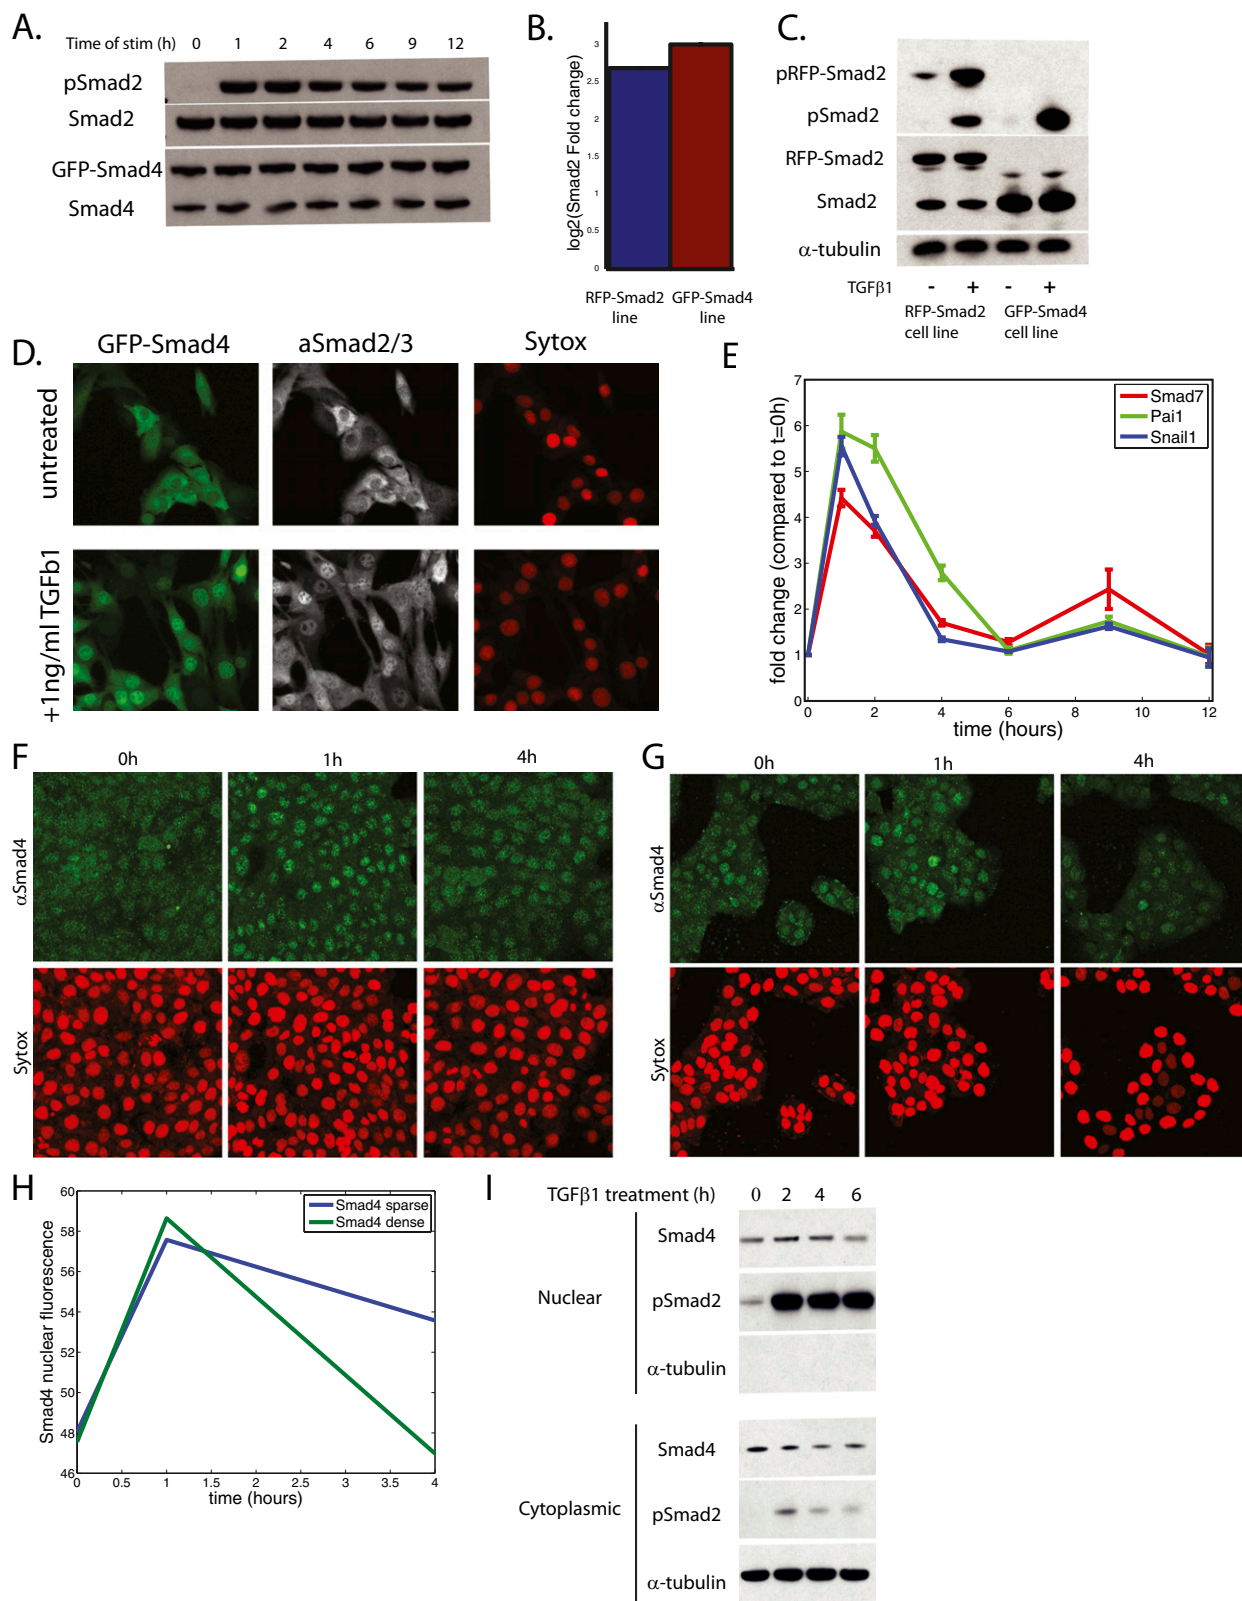 A.
Time of stim (h) 0 1 2 4 6 9 12
pSmad2
Smad2
GFP-Smad4
Smad4
B.
log2(Smad2 Fold change)
3
2.5
2
1.5
1
0.5
0
RFP-Smad2 line
GFP-Smad4 line
C.
pRFP-Smad2
pSmad2
RFP-Smad2
Smad2
α-tubulin
TGFβ1 - + - +
RFP-Smad2 cell line
GFP-Smad4 cell line
D.
GFP-Smad4 aSmad2/3 Sytox
untreated
+1ng/ml TGFb1
E
fold change (compared to t=0h)
7
6
5
4
3
2
1
0
0 2 4 6 8 10 12
time (hours)
Smad7
Pai1
Snail1
F
0h 1h 4h
αSmad4
Sytox
G
0h 1h 4h
αSmad4
Sytox
H
Smad4 nuclear fluorescence
60
58
56
54
52
50
48
46
0 0.5 1 1.5 2 2.5 3 3.5 4
time (hours)
Smad4 sparse
Smad4 dense
I
TGFβ1 treatment (h) 0 2 4 6
Nuclear
Smad4
pSmad2
α-tubulin
Cytoplasmic
Smad4
pSmad2
α-tubulin